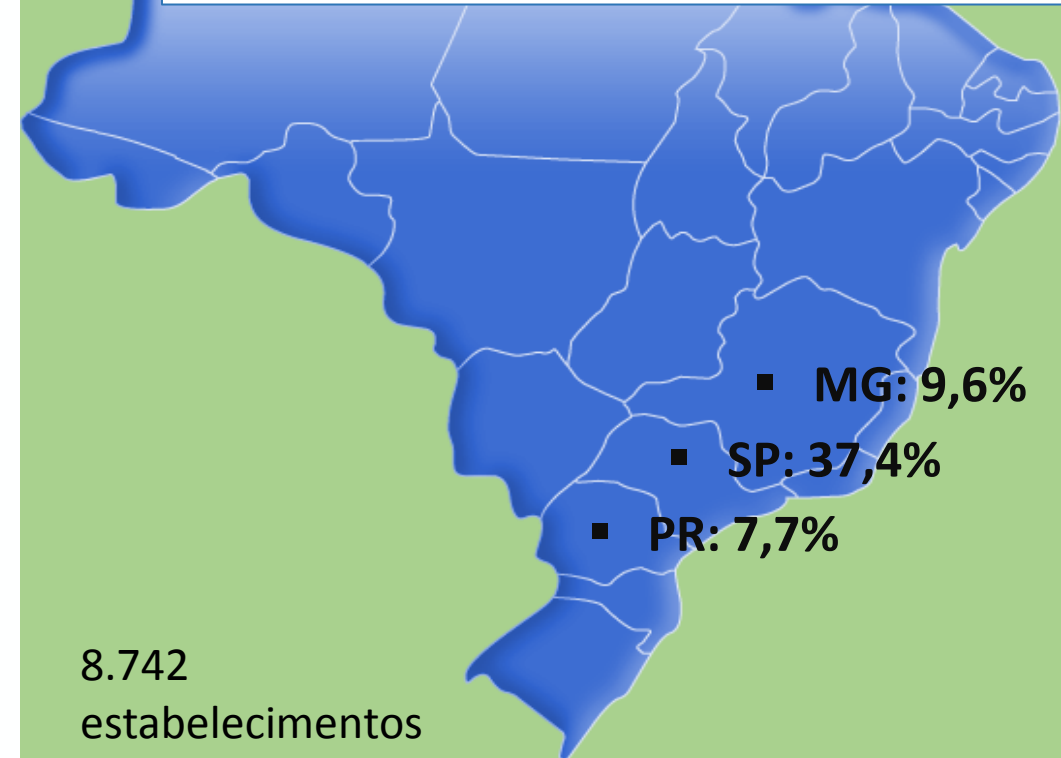 ▪ MG: 9,6%
▪ SP: 37,4%
▪ PR: 7,7%
8.742
estabelecimentos